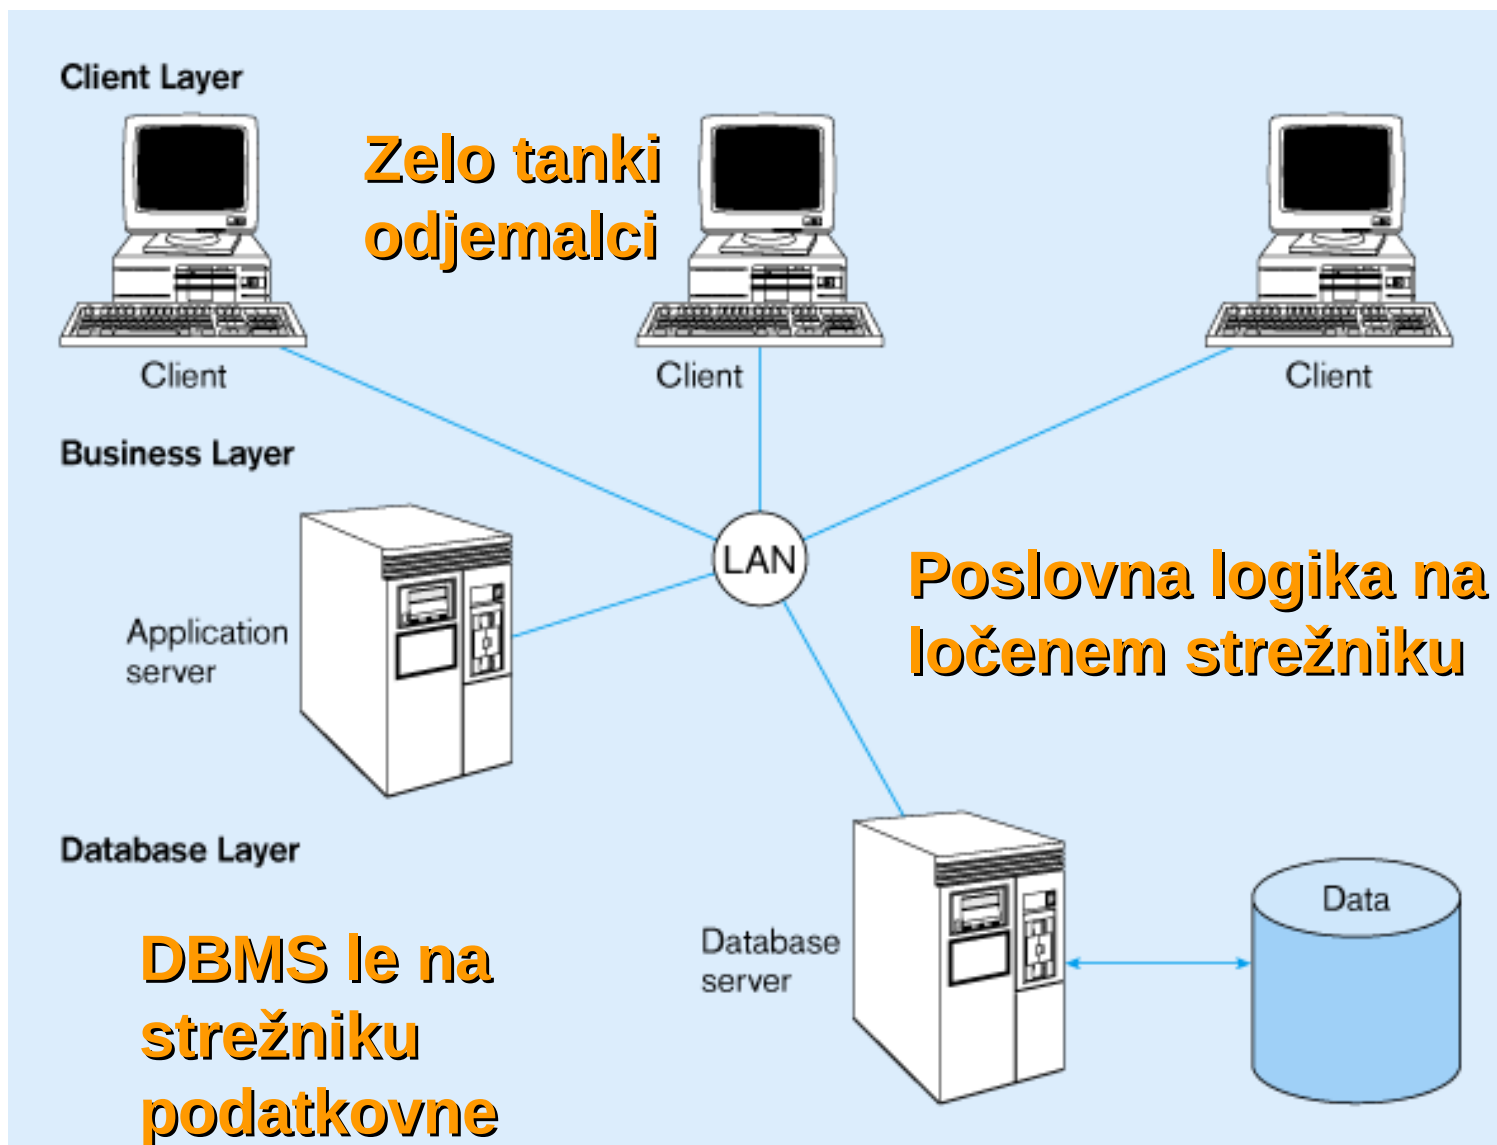 Client Layer
Zelo tanki
odjemalci
Client
Client
Client
Business Layer
LAN
Poslovna logika na
ločenem strežniku
Application
server
Database Layer
Data
DBMS le na
strežniku
podatkovne
Database
server